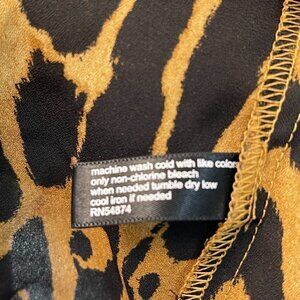 machine wash cold with like colors
only non-chlorine bleach
when needed tumble dry low
cool iron if needed
RN54874